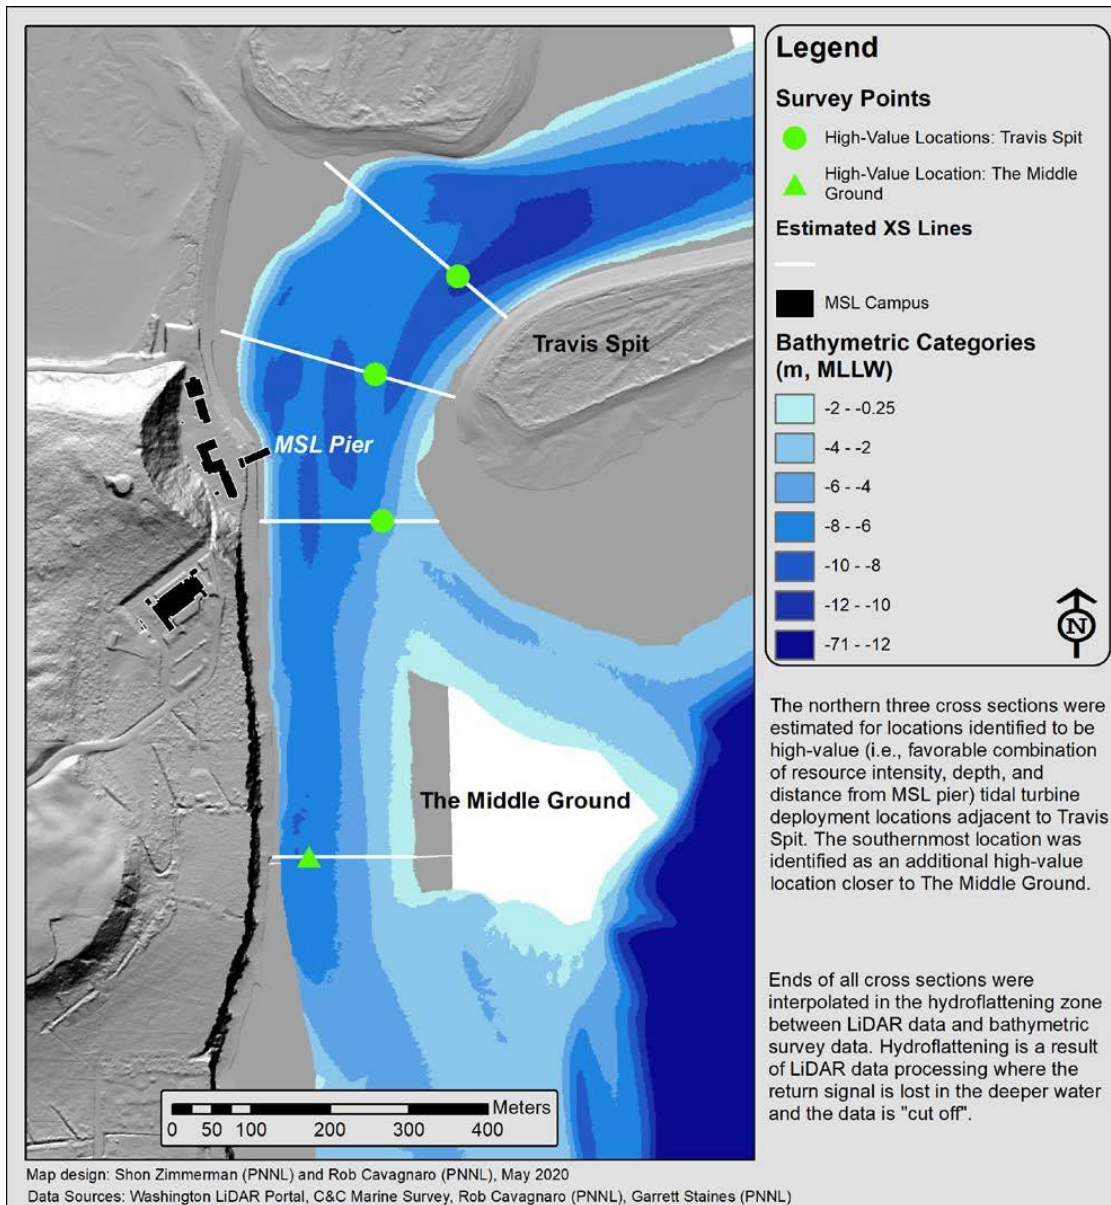 Legend
Survey Points
High-Value Locations: Travis Spit
High-Value Location: The Middle
Ground
Estimated XS Lines
MSL Campus
Bathymetric Categories
(m, MLLW)
-2 - -0.25
-4 - -2
-6 - -4
-8 - -6
-10 - -8
-12 - -10
-71 - -12
N
Travis Spit
MSL Pier
The Middle Ground
The northern three cross sections were
estimated for locations identified to be
high-value (i.e., favorable combination
of resource intensity, depth, and
distance from MSL pier) tidal turbine
deployment locations adjacent to Travis
Spit. The southernmost location was
identified as an additional high-value
location closer to The Middle Ground.
Ends of all cross sections were
interpolated in the hydroflattening zone
between LiDAR data and bathymetric
survey data. Hydroflattening is a result
of LiDAR data processing where the
return signal is lost in the deeper water
and the data is "cut off".
Meters
0 50 100 200 300 400
Map design: Shon Zimmerman (PNNL) and Rob Cavagnaro (PNNL), May 2020
Data Sources: Washington LiDAR Portal, C&C Marine Survey, Rob Cavagnaro (PNNL), Garrett Staines (PNNL)